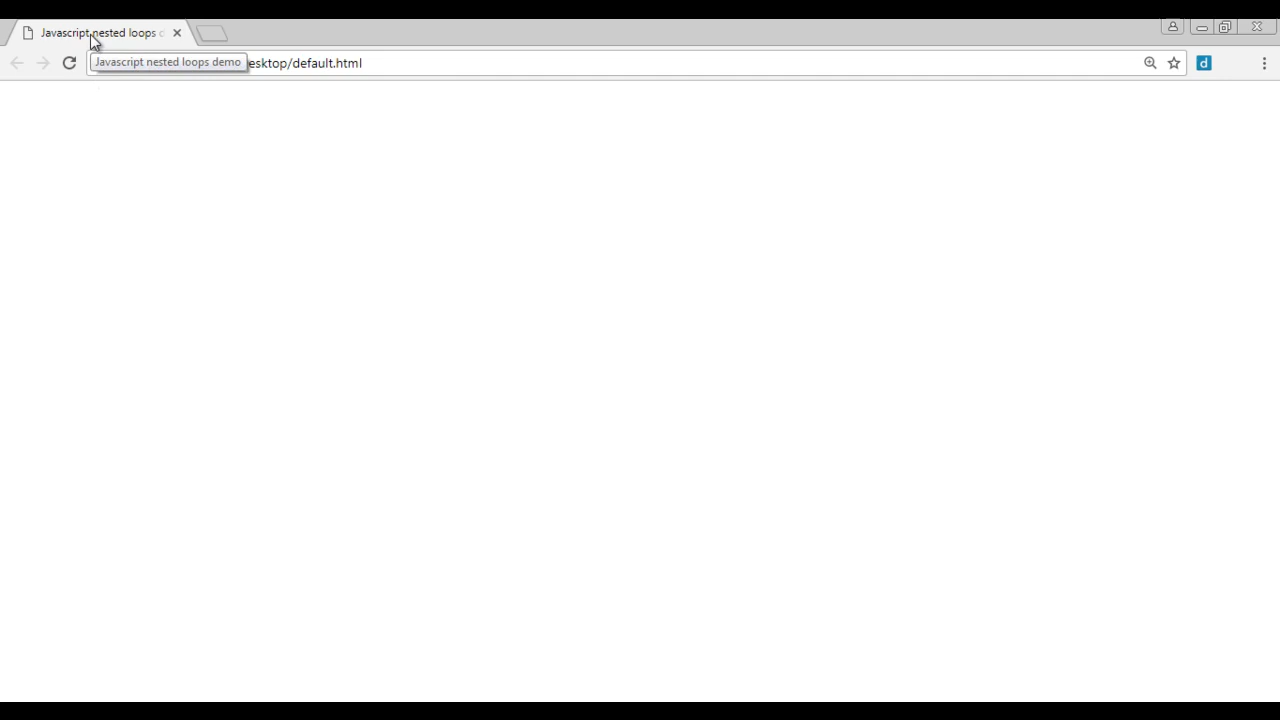 Javascript nested loops
Javascript nested loops demo
esktop/default.html
d